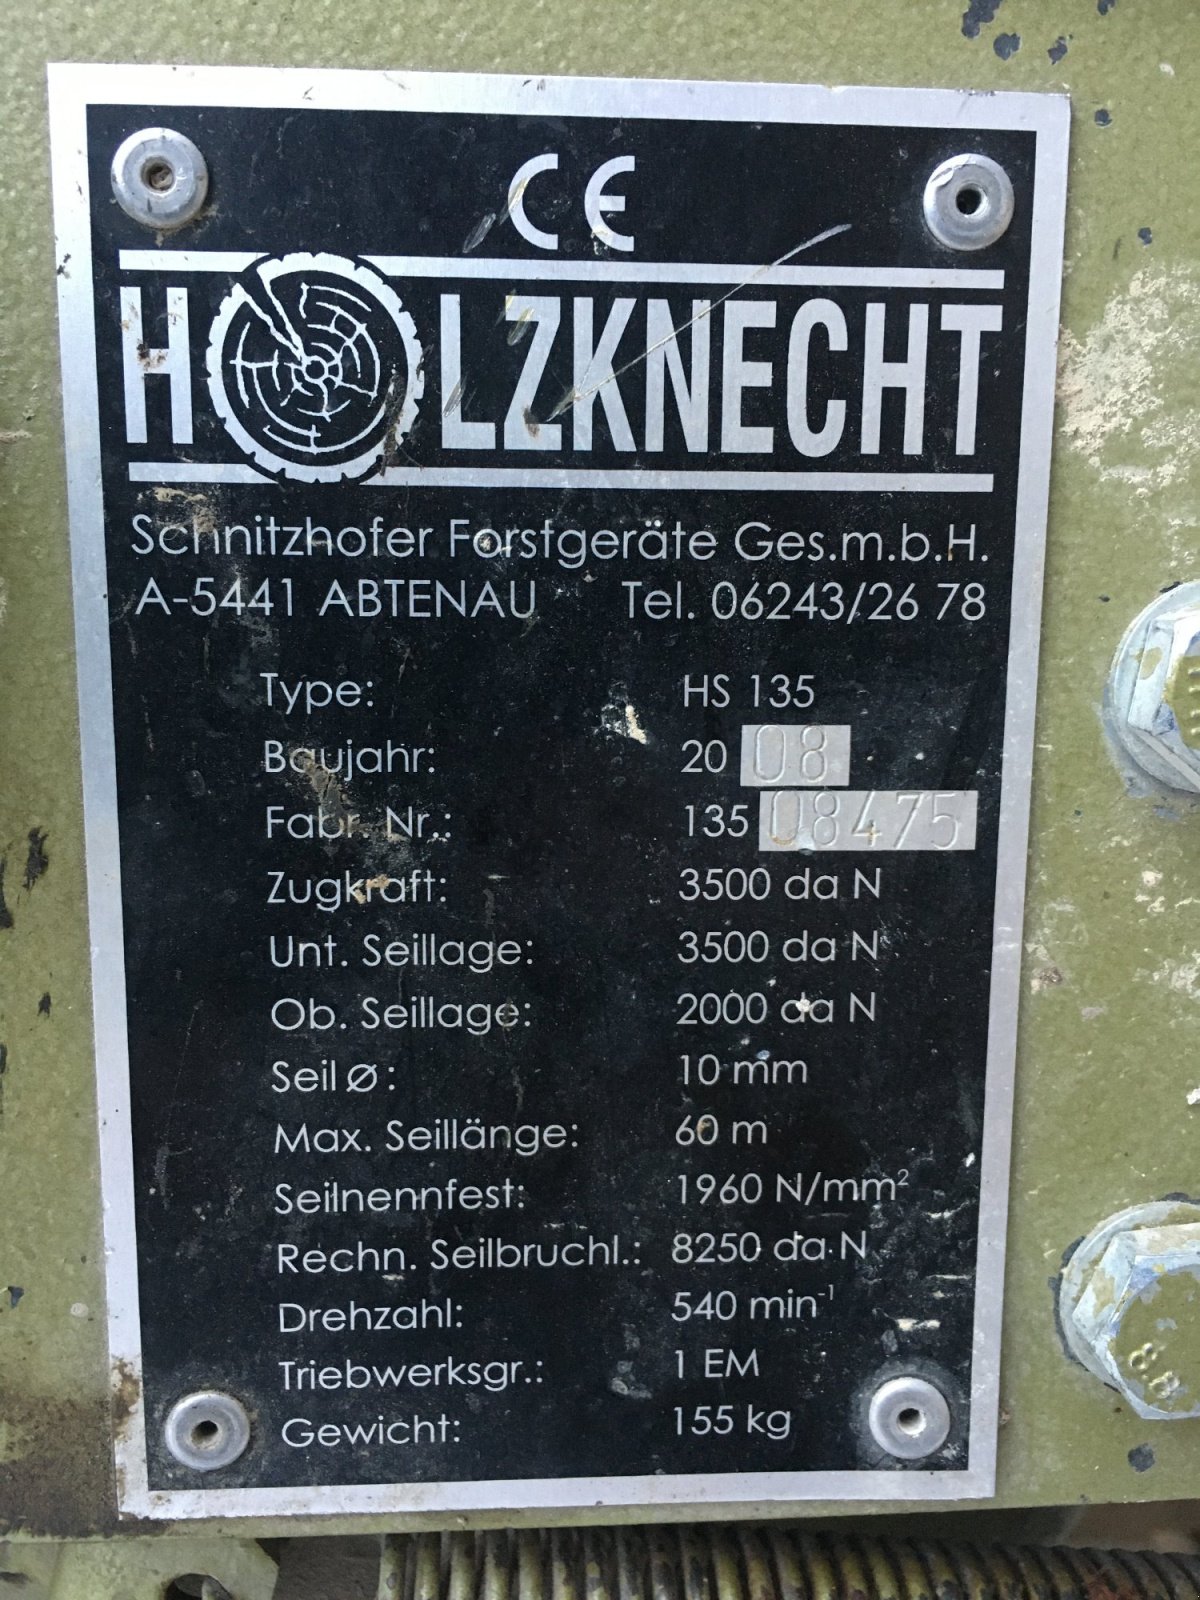 CE
HOLZKNECHT
Schnitzhofer Forstgeräte Ges.m.b.H.
A-5441 ABTENAU Tel. 06243/26 78
Type: HS 135
Baujahr: 20 08
Fabr. Nr.: 135 08475
Zugkraft: 3500 da N
Unt. Seillage: 3500 da N
Ob. Seillage: 2000 da N
Seil Ø: 10 mm
Max. Seillänge: 60 m
Seilnennfest: 1960 N/mm²
Rechn. Seilbruchl.: 8250 da N
Drehzahl: 540 min⁻¹
Triebwerksgr.: 1 EM
Gewicht: 155 kg
8.8